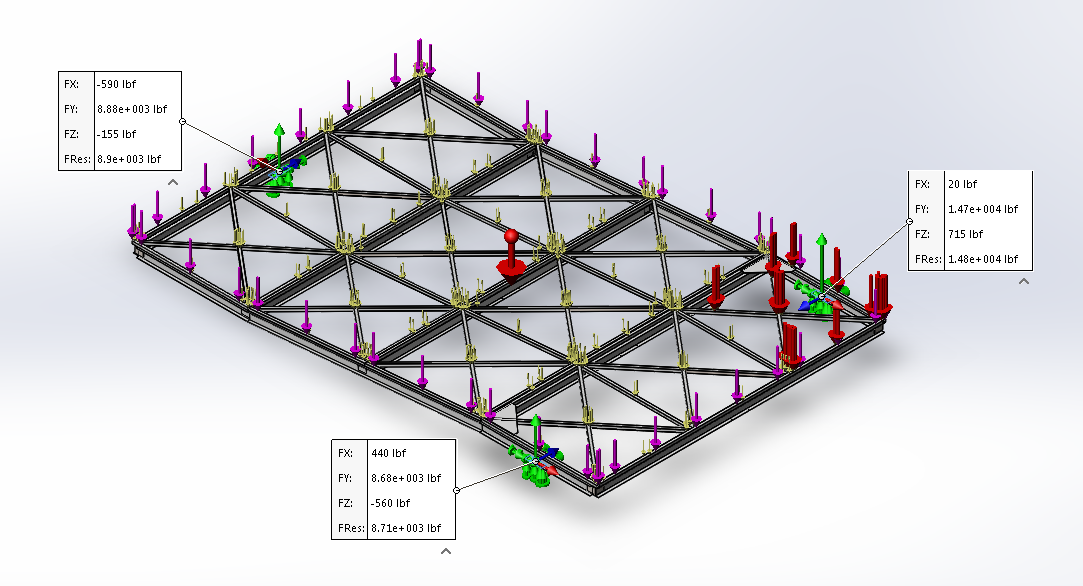 FX: -590 lbf
FY: 8.88e+003 lbf
FZ: -155 lbf
FRes: 8.9e+003 lbf
FX: 20 lbf
FY: 1.47e+004 lbf
FZ: 715 lbf
FRes: 1.48e+004 lbf
FX: 440 lbf
FY: 8.68e+003 lbf
FZ: -560 lbf
FRes: 8.71e+003 lbf